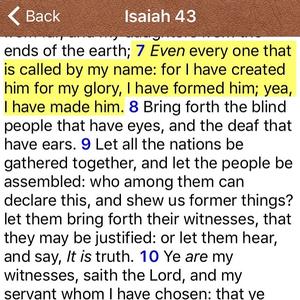 Back Isaiah 43
ends of the earth; 7 Even every one that
is called by my name: for I have created
him for my glory, I have formed him; yea,
I have made him. 8 Bring forth the blind
people that have eyes, and the deaf that
have ears. 9 Let all the nations be
gathered together, and let the people be
assembled: who among them can
declare this, and shew us former things?
let them bring forth their witnesses, that
they may be justified: or let them hear,
and say, It is truth. 10 Ye are my
witnesses, saith the Lord, and my
servant whom I have chosen: that ye